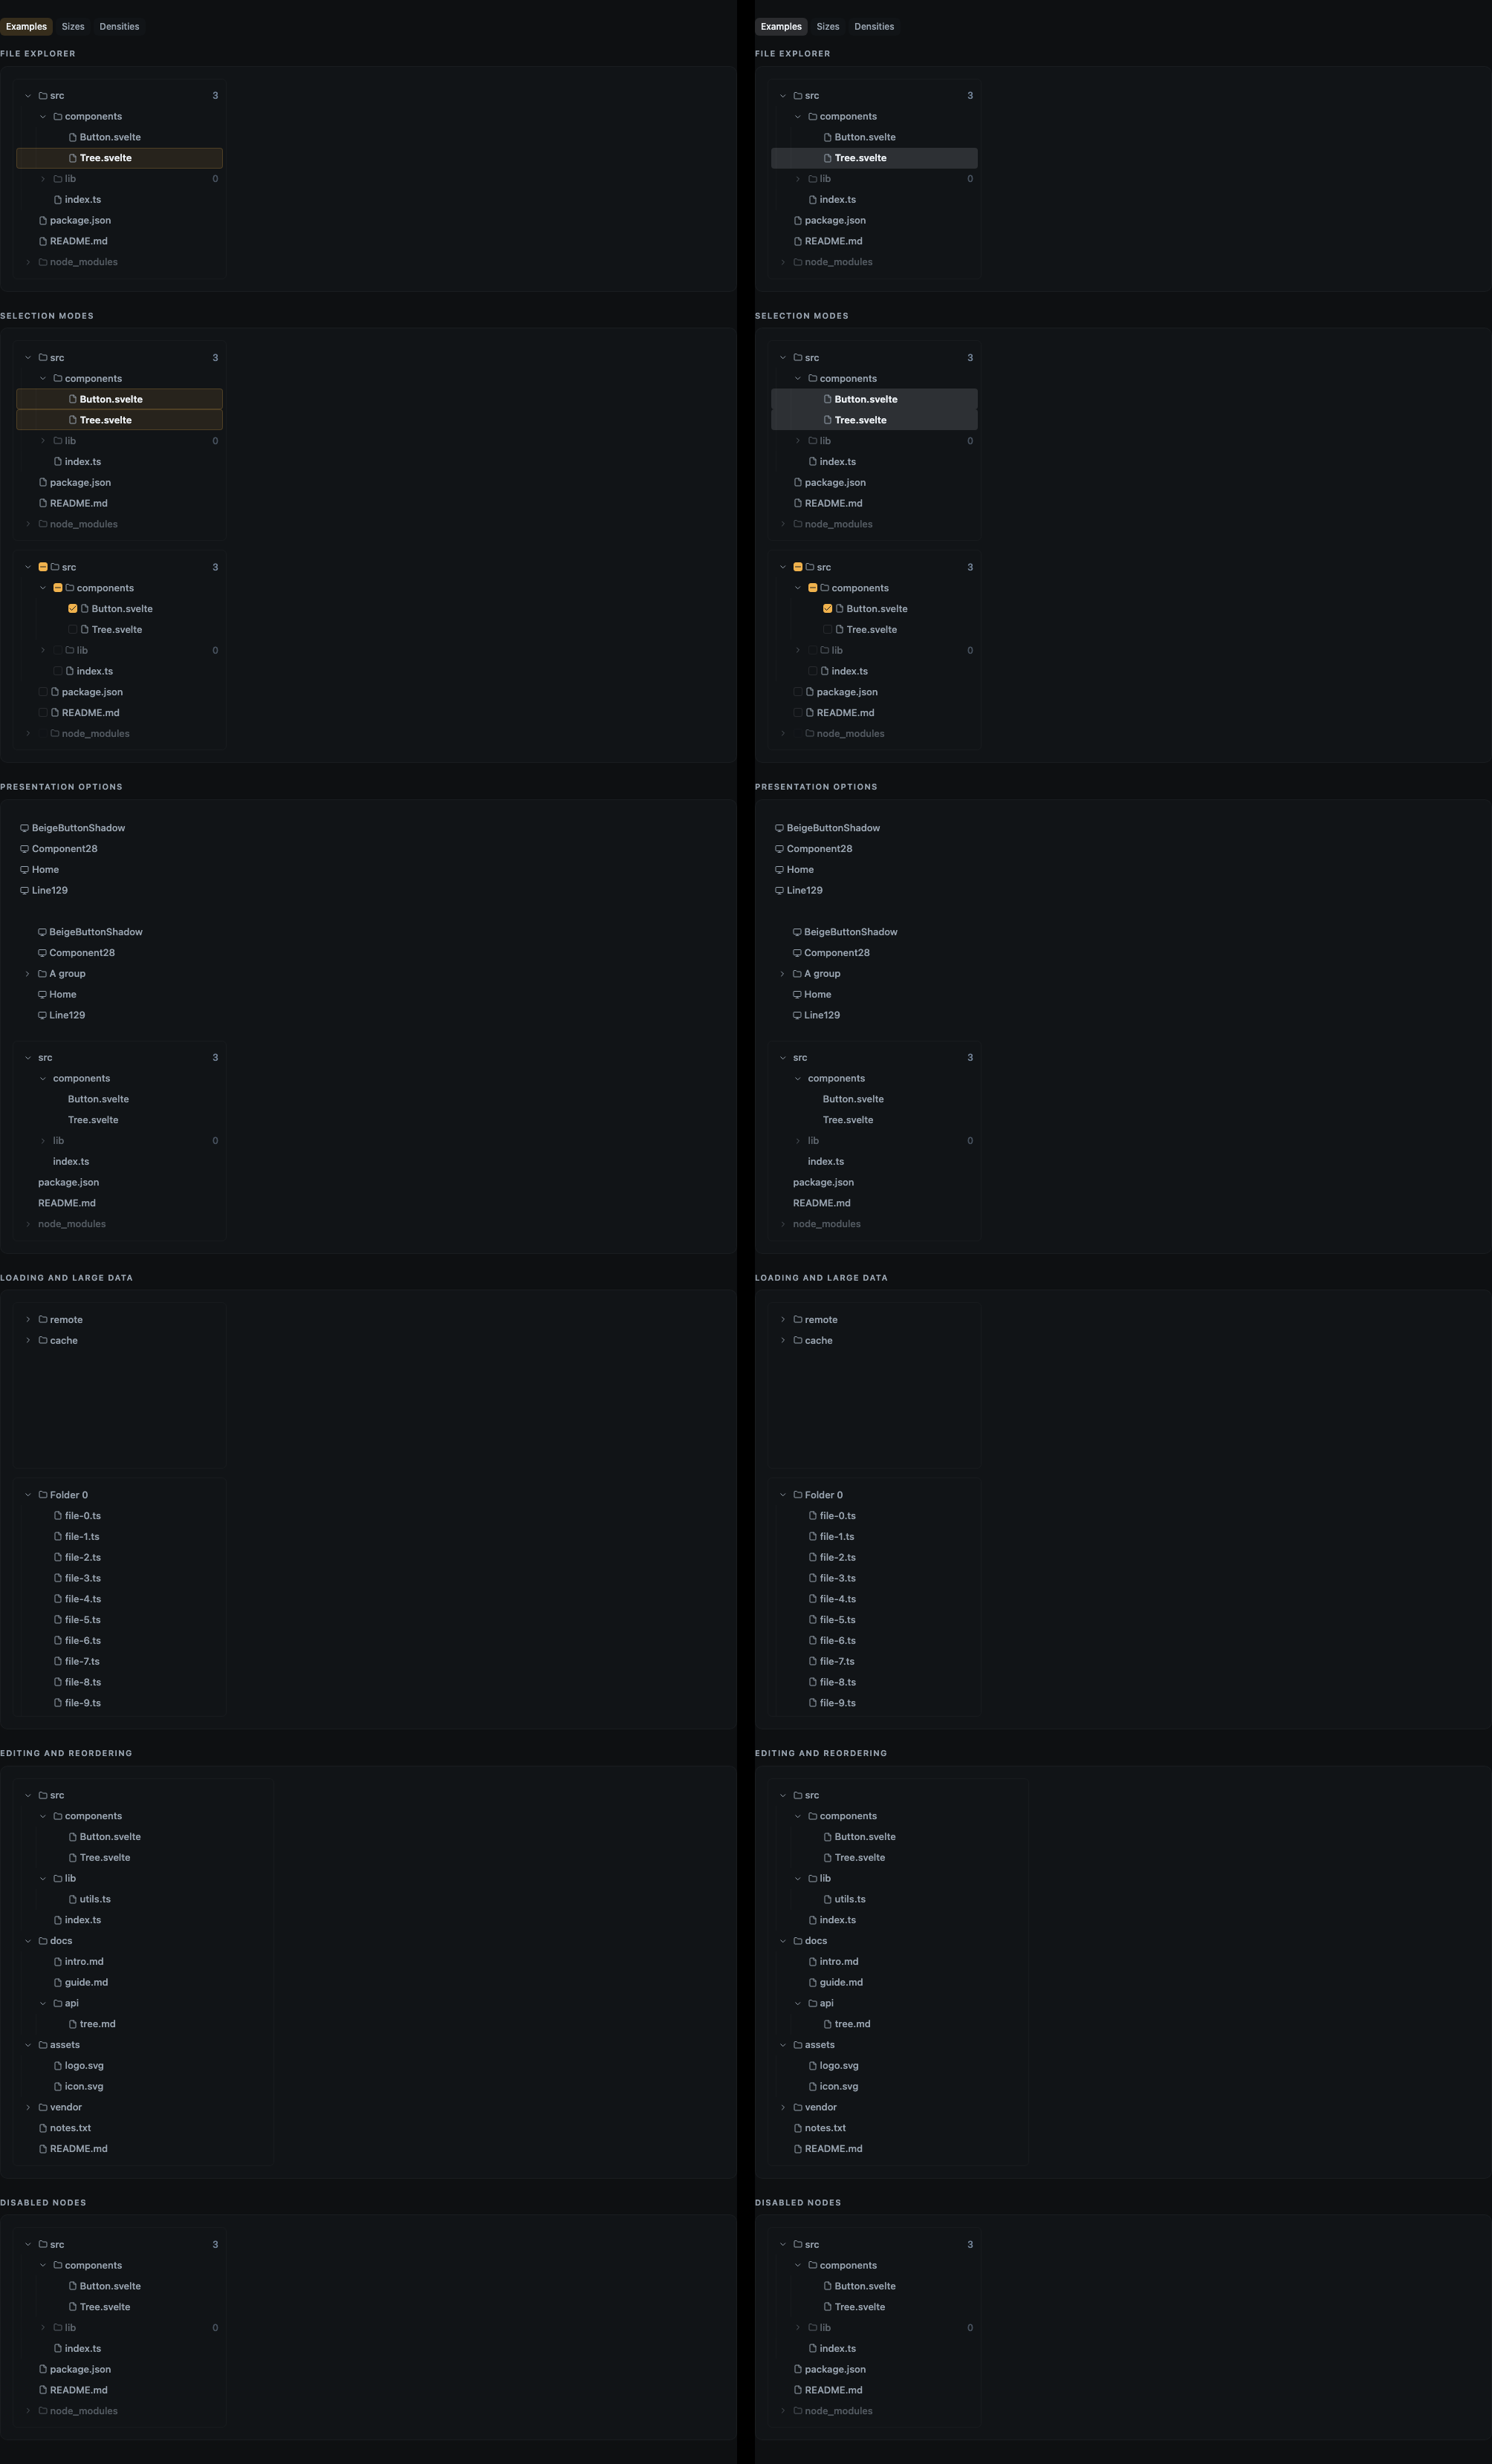 Examples Sizes Densities
FILE EXPLORER
src 3
components
Button.svelte
Tree.svelte
lib 0
index.ts
package.json
README.md
node_modules
SELECTION MODES
src 3
components
Button.svelte
Tree.svelte
lib 0
index.ts
package.json
README.md
node_modules
src 3
components
Button.svelte
Tree.svelte
lib 0
index.ts
package.json
README.md
node_modules
PRESENTATION OPTIONS
BeigeButtonShadow
Component28
Home
Line129
BeigeButtonShadow
Component28
A group
Home
Line129
src 3
components
Button.svelte
Tree.svelte
lib 0
index.ts
package.json
README.md
node_modules
LOADING AND LARGE DATA
remote
cache
Folder 0
file-0.ts
file-1.ts
file-2.ts
file-3.ts
file-4.ts
file-5.ts
file-6.ts
file-7.ts
file-8.ts
file-9.ts
EDITING AND REORDERING
src
components
Button.svelte
Tree.svelte
lib
utils.ts
index.ts
docs
intro.md
guide.md
api
tree.md
assets
logo.svg
icon.svg
vendor
notes.txt
README.md
DISABLED NODES
src 3
components
Button.svelte
Tree.svelte
lib 0
index.ts
package.json
README.md
node_modules
Examples Sizes Densities
FILE EXPLORER
src 3
components
Button.svelte
Tree.svelte
lib 0
index.ts
package.json
README.md
node_modules
SELECTION MODES
src 3
components
Button.svelte
Tree.svelte
lib 0
index.ts
package.json
README.md
node_modules
src 3
components
Button.svelte
Tree.svelte
lib 0
index.ts
package.json
README.md
node_modules
PRESENTATION OPTIONS
BeigeButtonShadow
Component28
Home
Line129
BeigeButtonShadow
Component28
A group
Home
Line129
src 3
components
Button.svelte
Tree.svelte
lib 0
index.ts
package.json
README.md
node_modules
LOADING AND LARGE DATA
remote
cache
Folder 0
file-0.ts
file-1.ts
file-2.ts
file-3.ts
file-4.ts
file-5.ts
file-6.ts
file-7.ts
file-8.ts
file-9.ts
EDITING AND REORDERING
src
components
Button.svelte
Tree.svelte
lib
utils.ts
index.ts
docs
intro.md
guide.md
api
tree.md
assets
logo.svg
icon.svg
vendor
notes.txt
README.md
DISABLED NODES
src 3
components
Button.svelte
Tree.svelte
lib 0
index.ts
package.json
README.md
node_modules